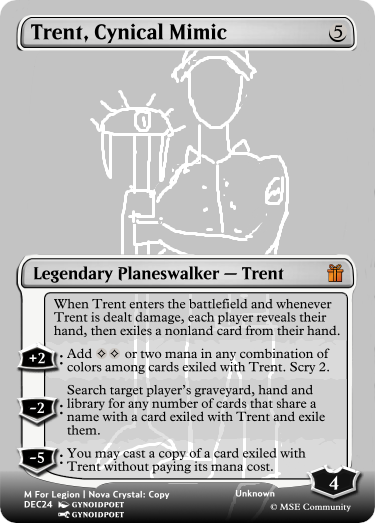 Trent, Cynical Mimic 5
Legendary Planeswalker — Trent
When Trent enters the battlefield and whenever
Trent is dealt damage, each player reveals their
hand, then exiles a nonland card from their hand.
+2: Add ◇◇ or two mana in any combination of
colors among cards exiled with Trent. Scry 2.
-2: Search target player's graveyard, hand and
library for any number of cards that share a
name with a card exiled with Trent and exile
them.
-5: You may cast a copy of a card exiled with
Trent without paying its mana cost.
4
M For Legion | Nova Crystal: Copy Unknown
DEC24 GYNOIDPOET
GYNOIDPOET © MSE Community